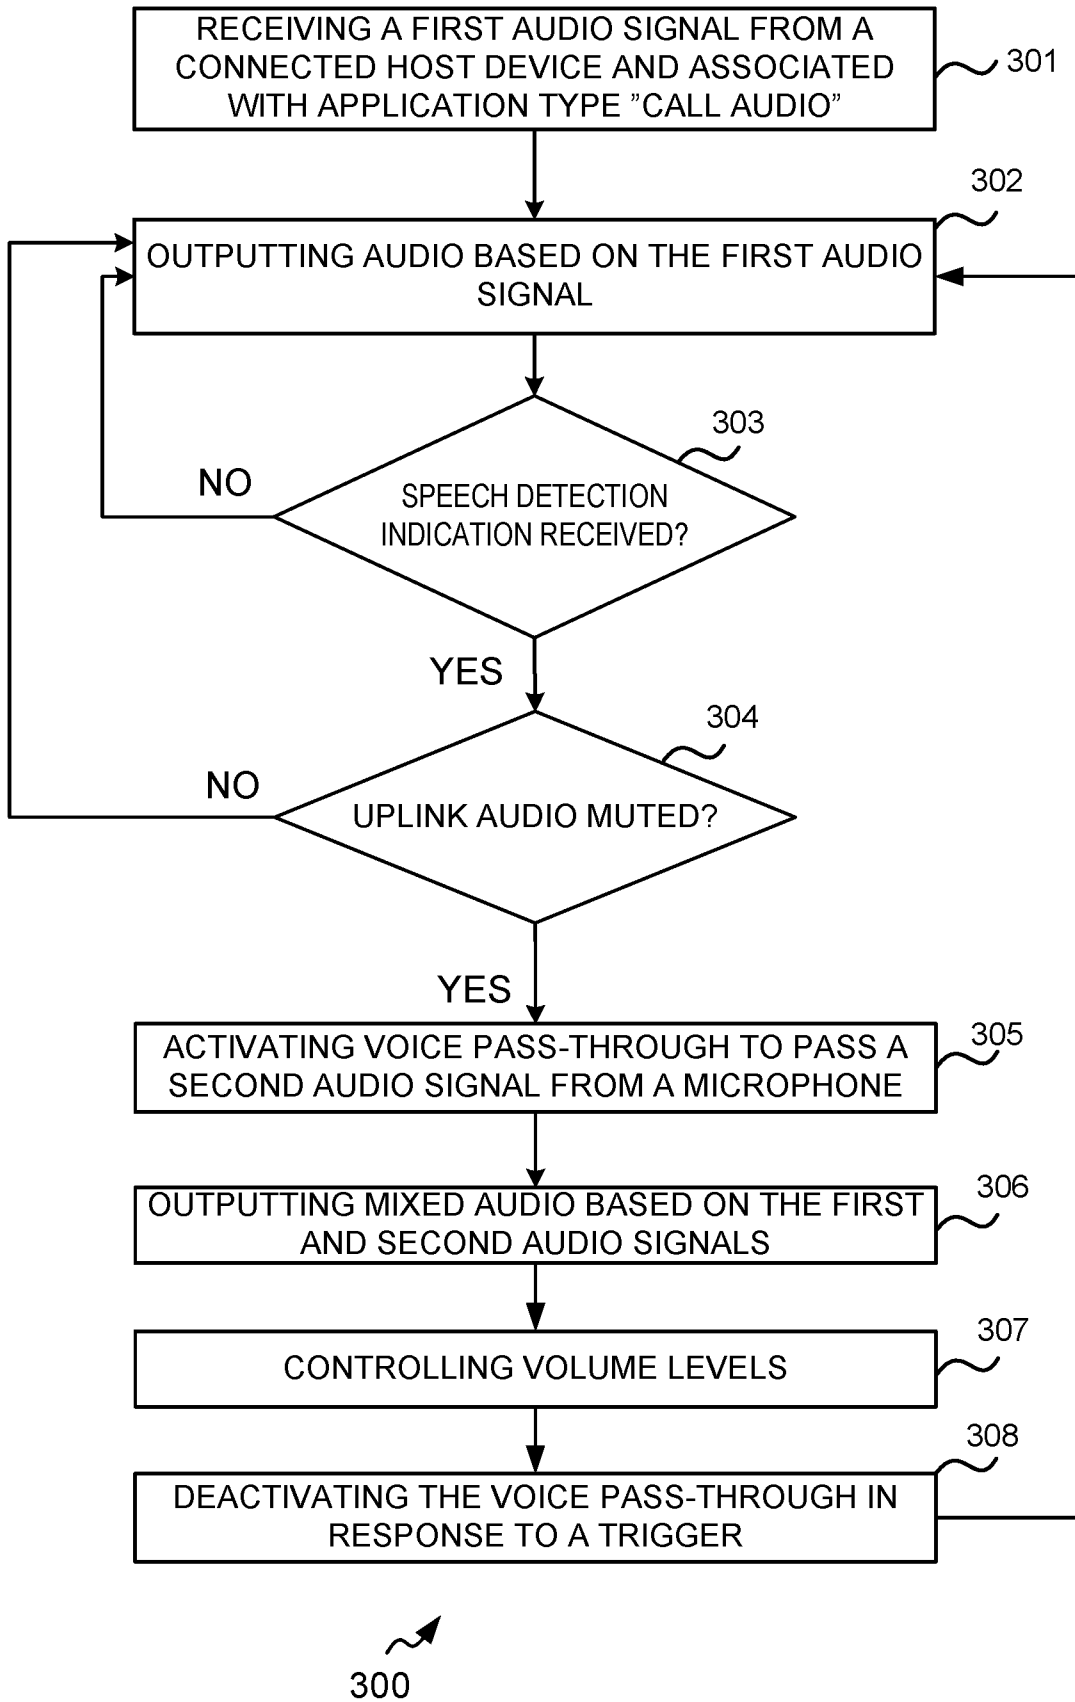 RECEIVING A FIRST AUDIO SIGNAL FROM A
CONNECTED HOST DEVICE AND ASSOCIATED
WITH APPLICATION TYPE ”CALL AUDIO”
301
302
OUTPUTTING AUDIO BASED ON THE FIRST AUDIO
SIGNAL
303
NO
SPEECH DETECTION
INDICATION RECEIVED?
YES
304
NO
UPLINK AUDIO MUTED?
YES
305
ACTIVATING VOICE PASS-THROUGH TO PASS A
SECOND AUDIO SIGNAL FROM A MICROPHONE
306
OUTPUTTING MIXED AUDIO BASED ON THE FIRST
AND SECOND AUDIO SIGNALS
307
CONTROLLING VOLUME LEVELS
308
DEACTIVATING THE VOICE PASS-THROUGH IN
RESPONSE TO A TRIGGER
300